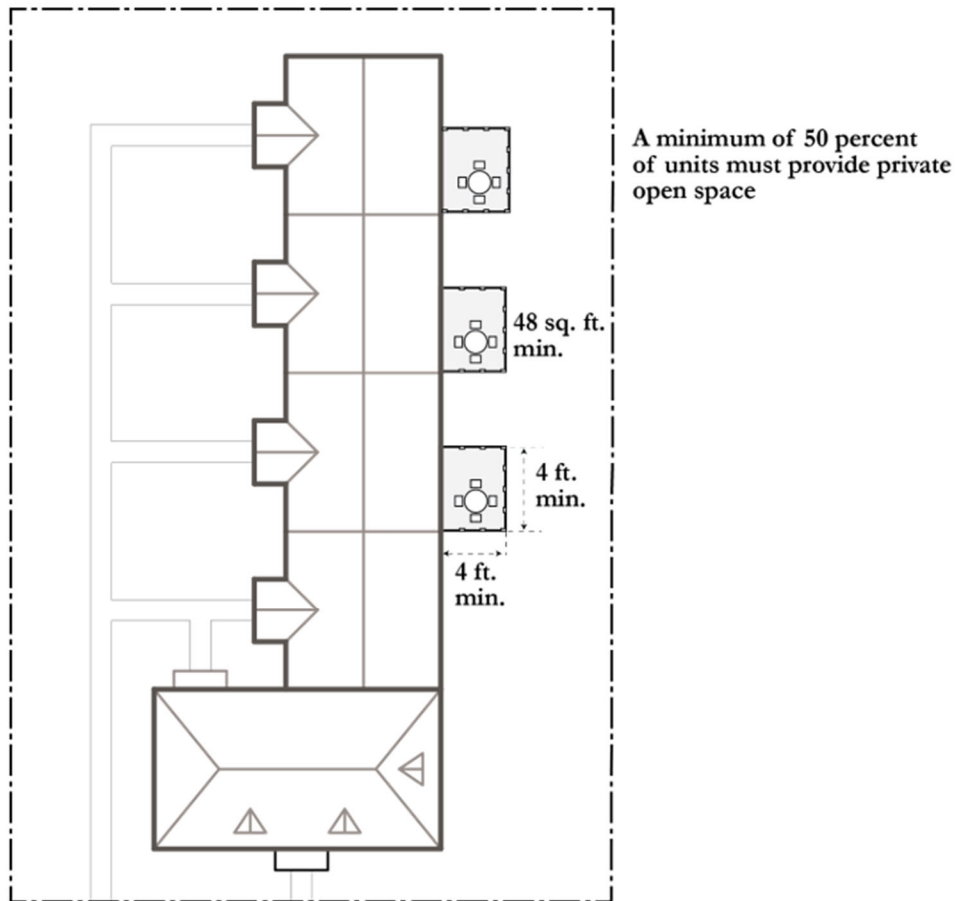 A minimum of 50 percent
of units must provide private
open space
48 sq. ft.
min.
4 ft.
min.
4 ft.
min.